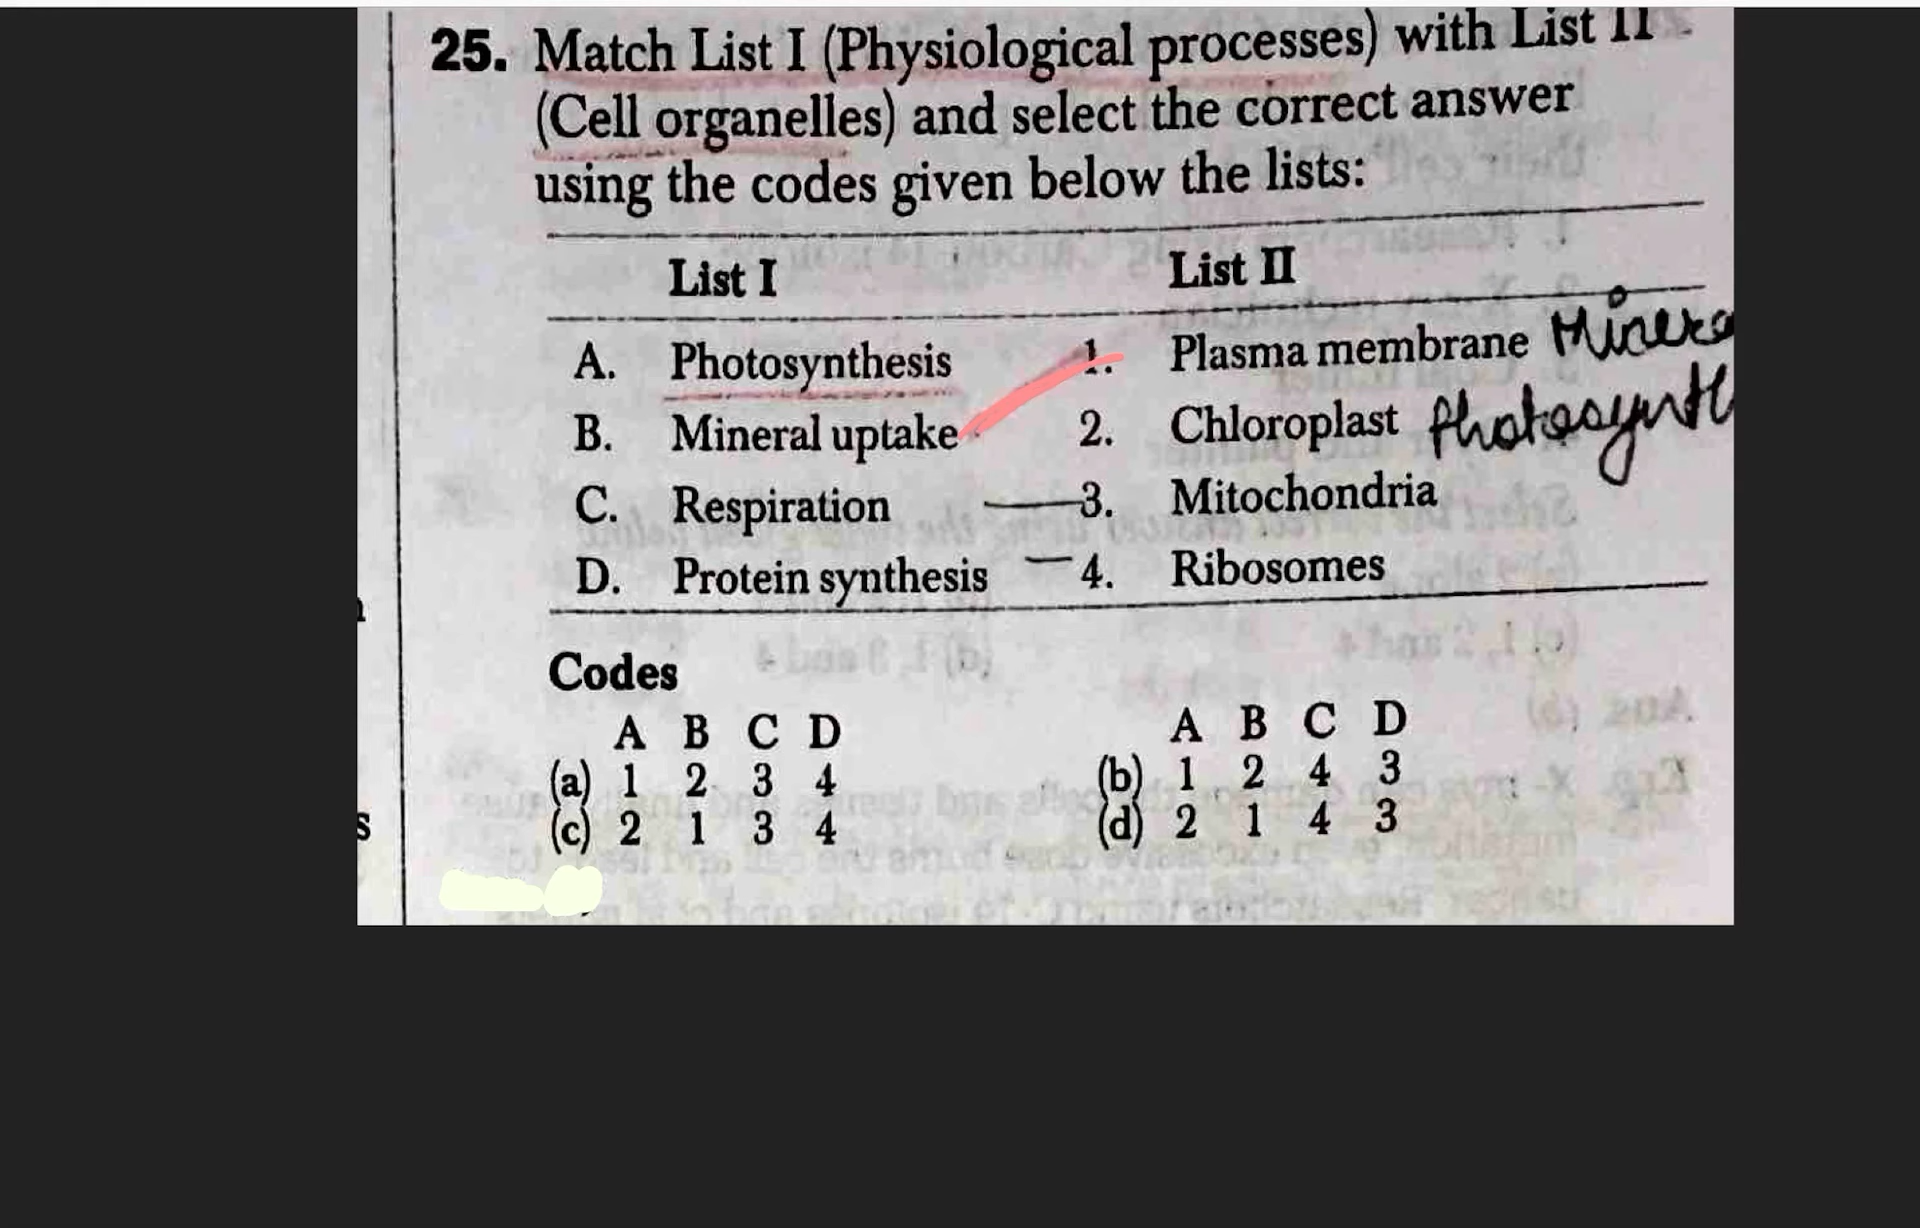 25. Match List I (Physiological processes) with List II
(Cell organelles) and select the correct answer
using the codes given below the lists:
List I List II
A. Photosynthesis 1. Plasma membrane Minera
B. Mineral uptake 2. Chloroplast Photosynth
C. Respiration 3. Mitochondria
D. Protein synthesis 4. Ribosomes
Codes
A B C D A B C D
(a) 1 2 3 4 (b) 1 2 4 3
(c) 2 1 3 4 (d) 2 1 4 3
s